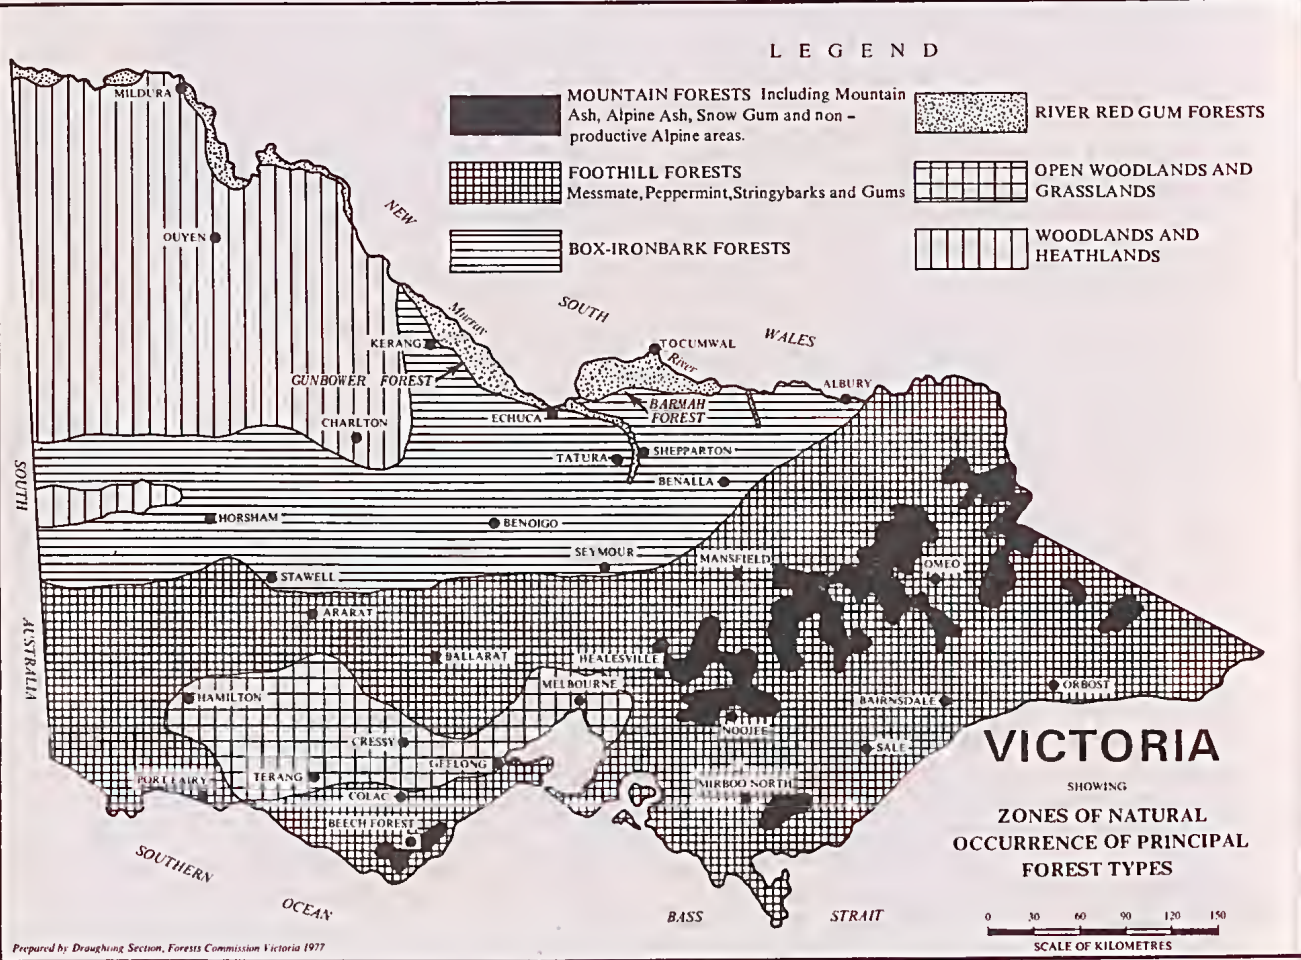 L E G E N D
MOUNTAIN FORESTS Including Mountain
Ash, Alpine Ash, Snow Gum and non –
productive Alpine areas.
FOOTHILL FORESTS
Messmate, Peppermint, Stringybarks and Gums
BOX-IRONBARK FORESTS
RIVER RED GUM FORESTS
OPEN WOODLANDS AND
GRASSLANDS
WOODLANDS AND
HEATHLANDS
MILDURA
OUYEN
NEW
SOUTH
WALES
Murray
River
KERANG
TOCUMWAL
GUNBOWER FOREST
ALBURY
BARMAH
FOREST
ECHUCA
CHARLTON
SHEPPARTON
TATURA
BENALLA
SOUTH
AUSTRALIA
HORSHAM
BENOIGO
SEYMOUR
MANSFIELD
OMEO
STAWELL
ARARAT
BALLARAT
HEALESVILLE
MELBOURNE
HAMILTON
ORBOST
BAIRNSDALE
NOOJEE
CRESSY
SALE
GEELONG
TERANG
PORT FAIRY
MIRBOO NORTH
COLAC
BEECH FOREST
SOUTHERN
OCEAN
BASS
STRAIT
VICTORIA
SHOWING
ZONES OF NATURAL
OCCURRENCE OF PRINCIPAL
FOREST TYPES
0 30 60 90 120 150
SCALE OF KILOMETRES
Prepared by Draughting Section, Forests Commission Victoria 1977